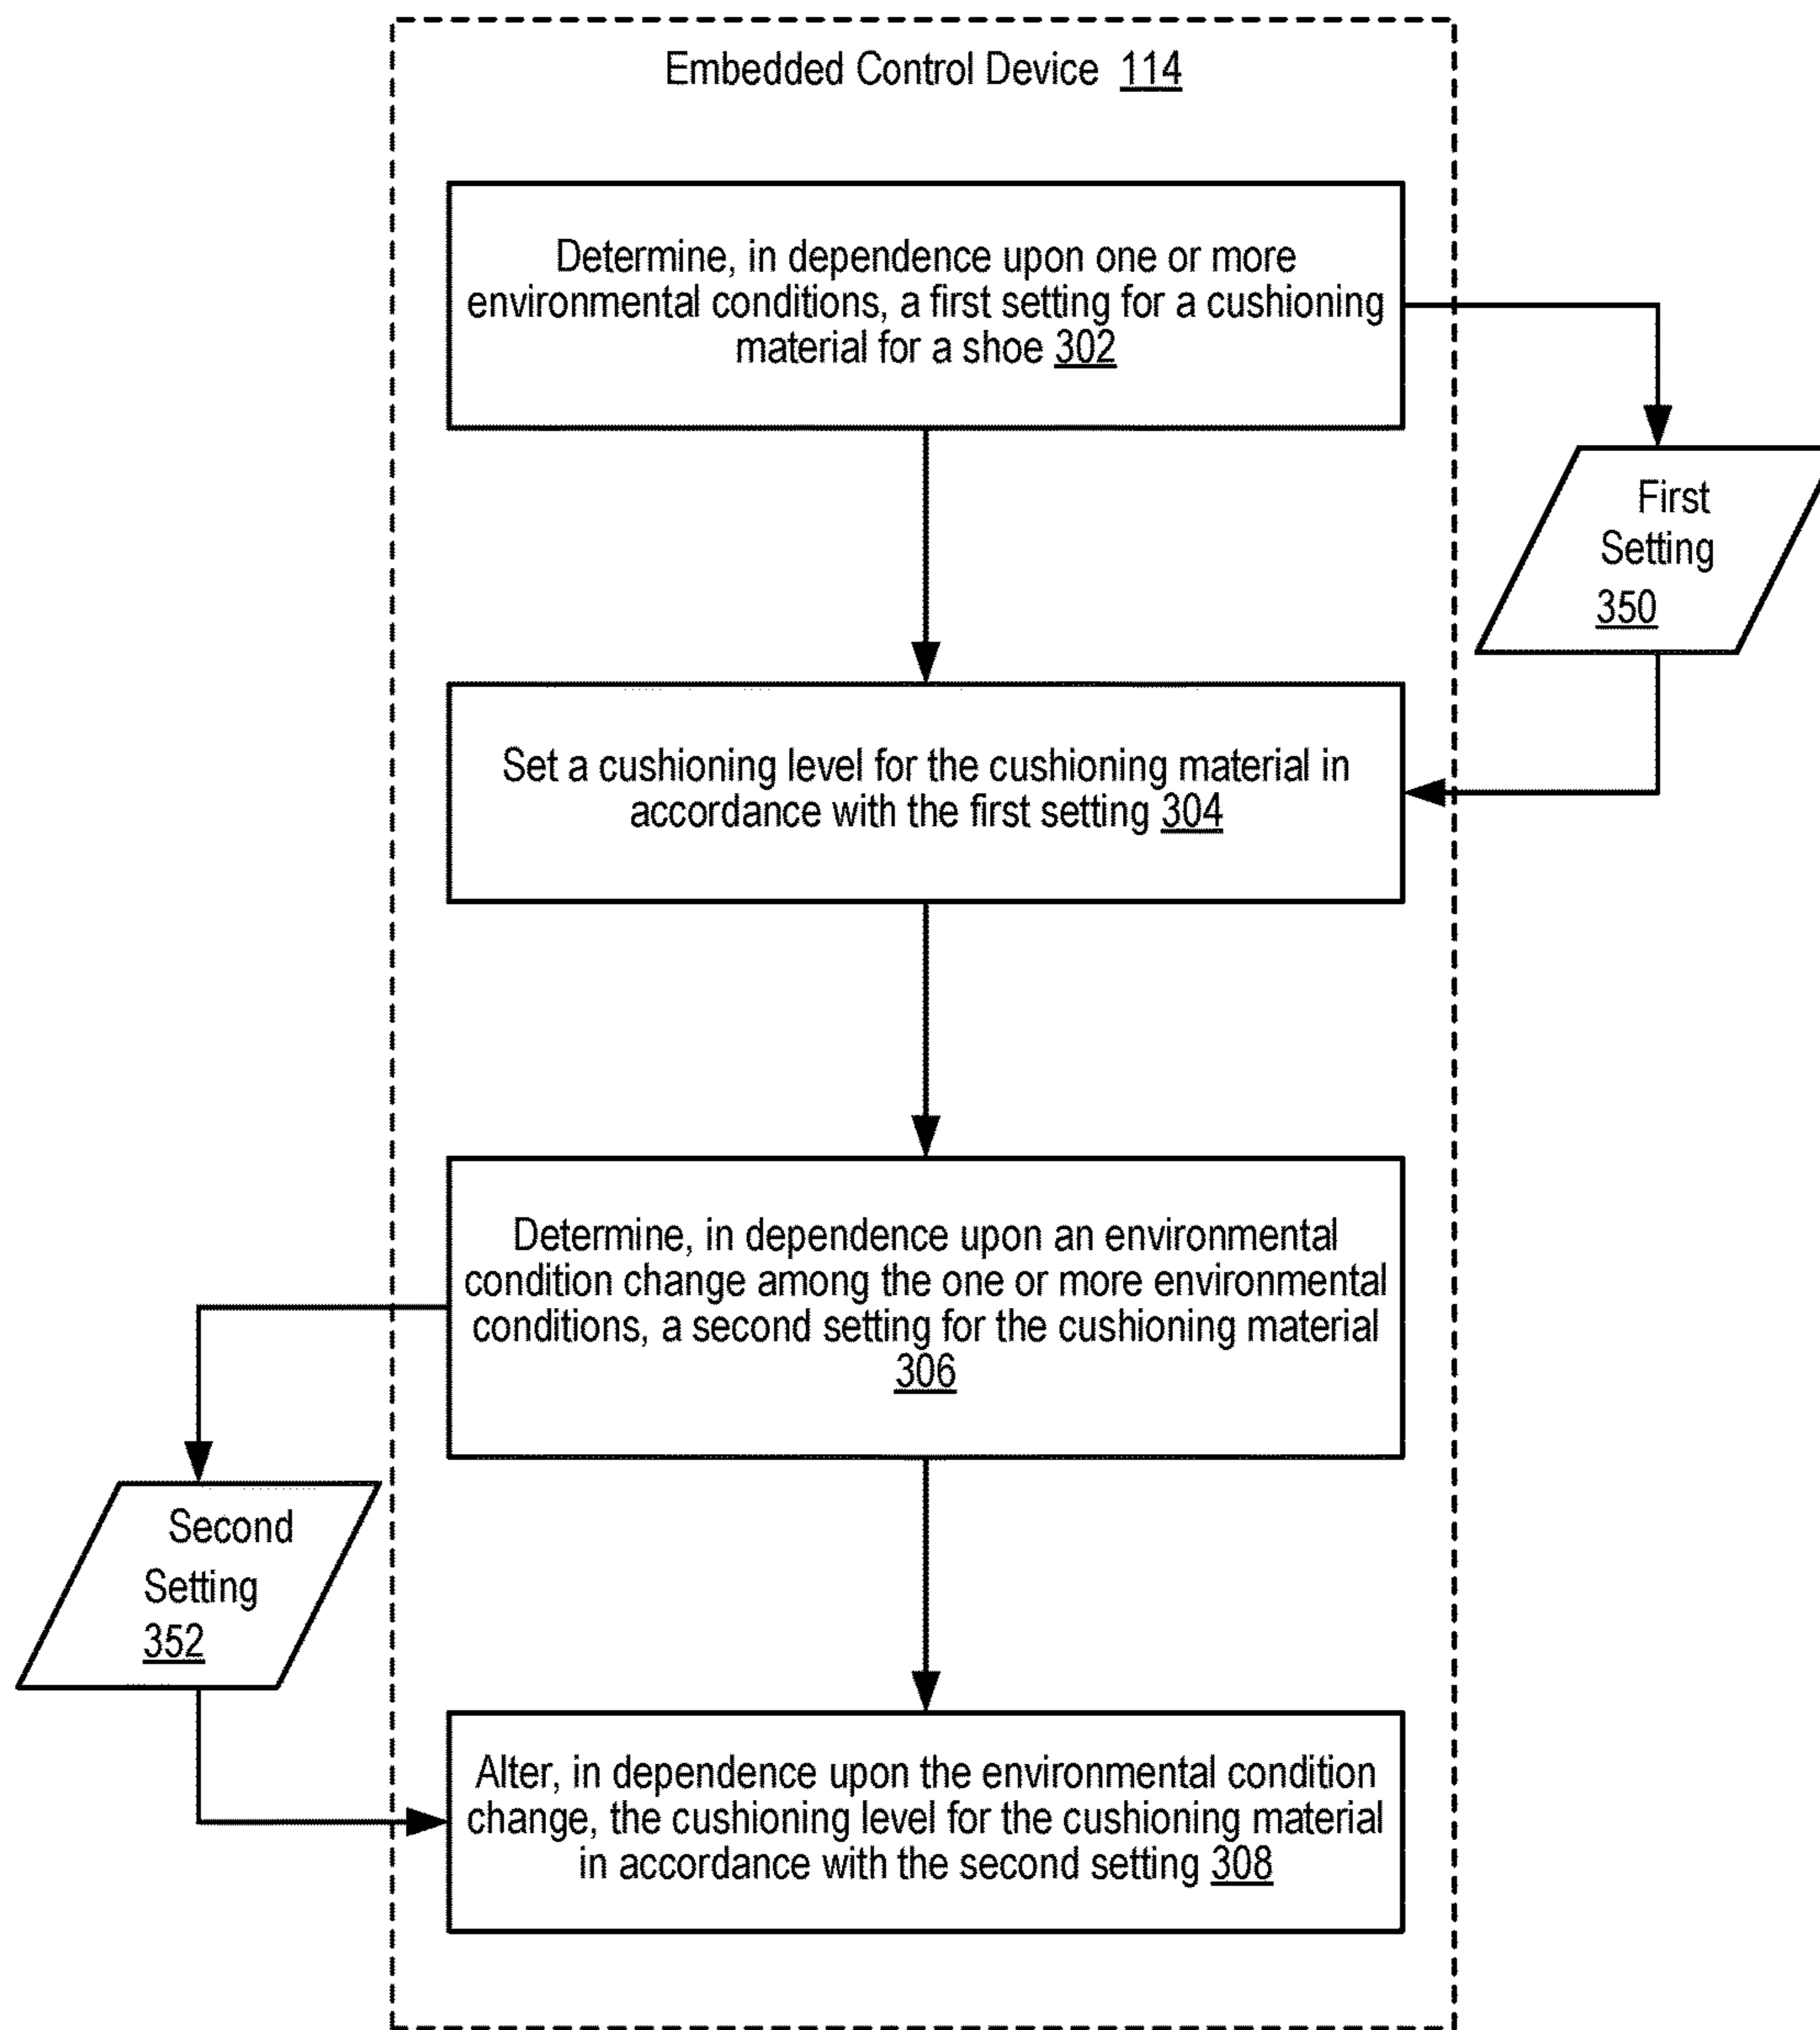 Embedded Control Device 114
Determine, in dependence upon one or more
environmental conditions, a first setting for a cushioning
material for a shoe 302
First
Setting
350
Set a cushioning level for the cushioning material in
accordance with the first setting 304
Determine, in dependence upon an environmental
condition change among the one or more environmental
conditions, a second setting for the cushioning material
306
Second
Setting
352
Alter, in dependence upon the environmental condition
change, the cushioning level for the cushioning material
in accordance with the second setting 308